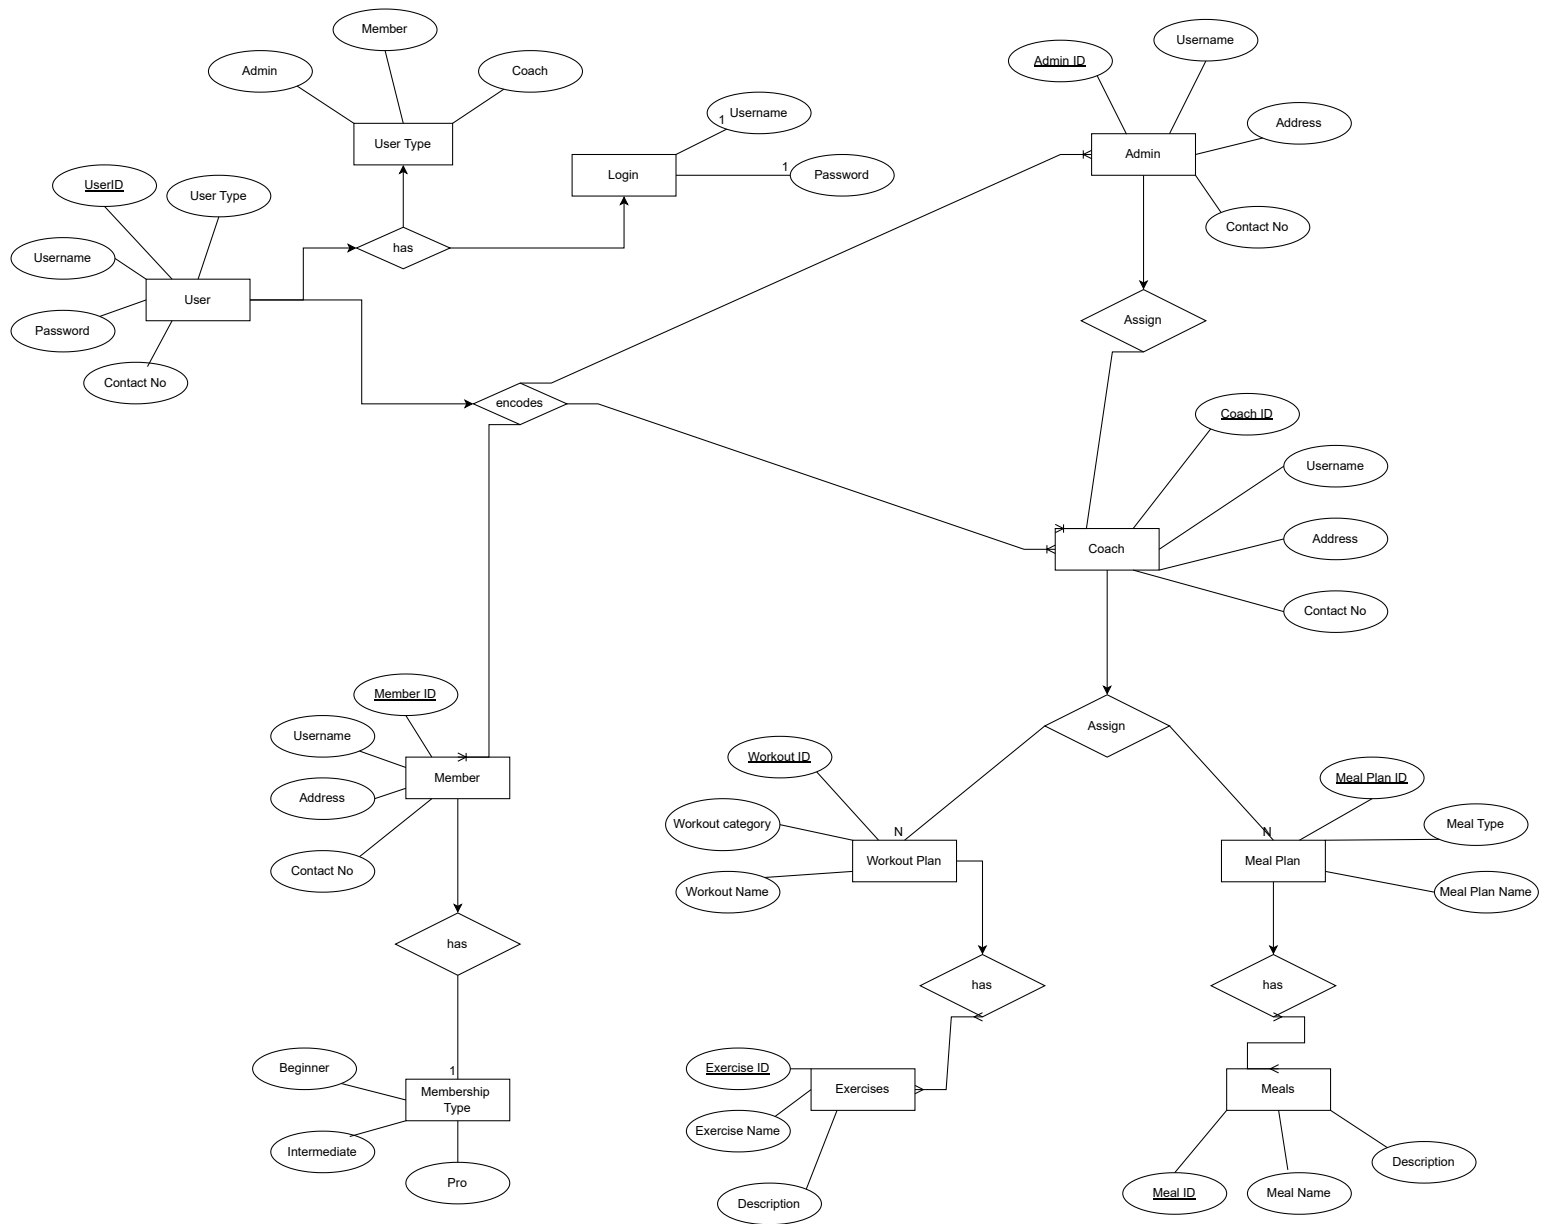 Member
Admin
Coach
User Type
Username
1
Login
1
Password
Admin ID
Username
Address
Admin
Contact No
UserID
User Type
Username
User
Password
Contact No
has
encodes
Assign
Coach ID
Username
Address
Coach
Contact No
Member ID
Username
Member
Address
Contact No
has
1
Membership
Type
Beginner
Intermediate
Pro
Assign
Workout ID
Workout category
N
Workout Plan
Workout Name
Meal Plan ID
Meal Type
N
Meal Plan
Meal Plan Name
has
has
Exercise ID
Exercises
Exercise Name
Description
Meals
Description
Meal ID
Meal Name